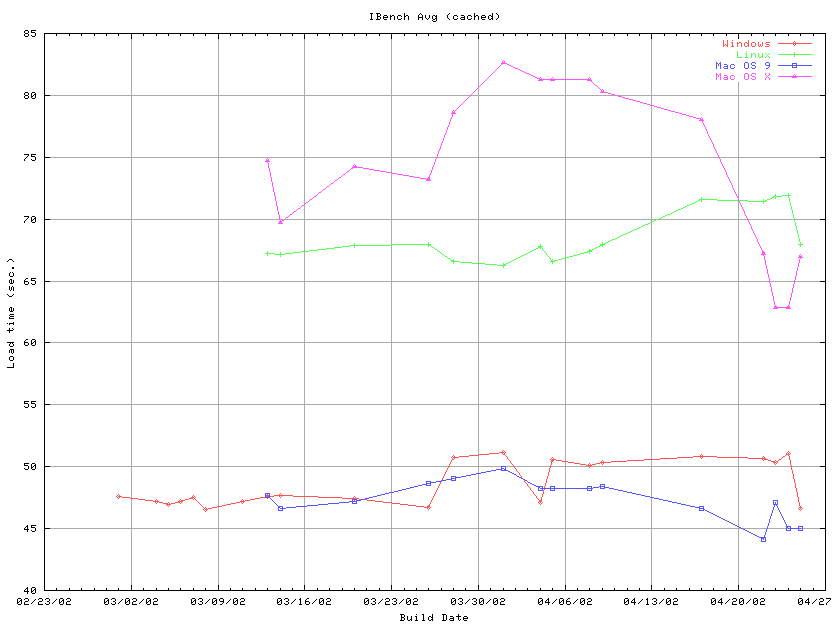 IBench Avg (cached)
85
Windows
Linux
Mac OS 9
Mac OS X
80
75
70
65
Load time (sec.)
60
55
50
45
40
02/23/02 03/02/02 03/09/02 03/16/02 03/23/02 03/30/02 04/06/02 04/13/02 04/20/02 04/27
Build Date